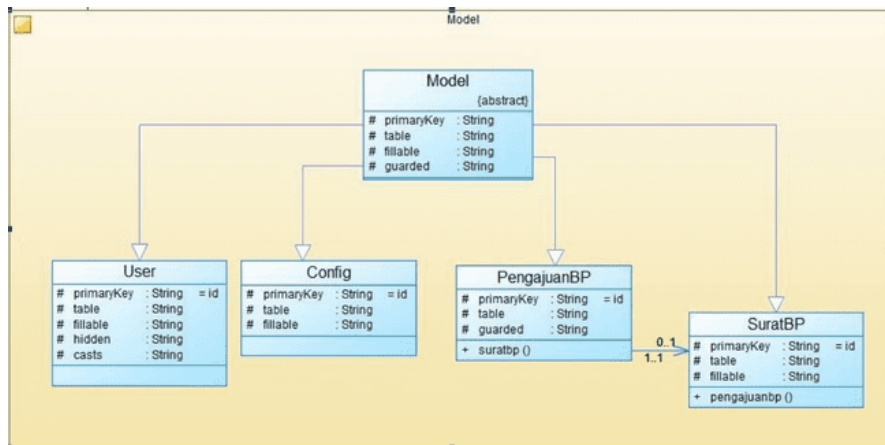 Model
Model
{abstract}
# primaryKey : String
# table : String
# fillable : String
# guarded : String
User
# primaryKey : String = id
# table : String
# fillable : String
# hidden : String
# casts : String
Config
# primaryKey : String = id
# table : String
# fillable : String
PengajuanBP
# primaryKey : String = id
# table : String
# guarded : String
+ suratbp ()
0..1
1..1
SuratBP
# primaryKey : String = id
# table : String
# fillable : String
+ pengajuanbp ()